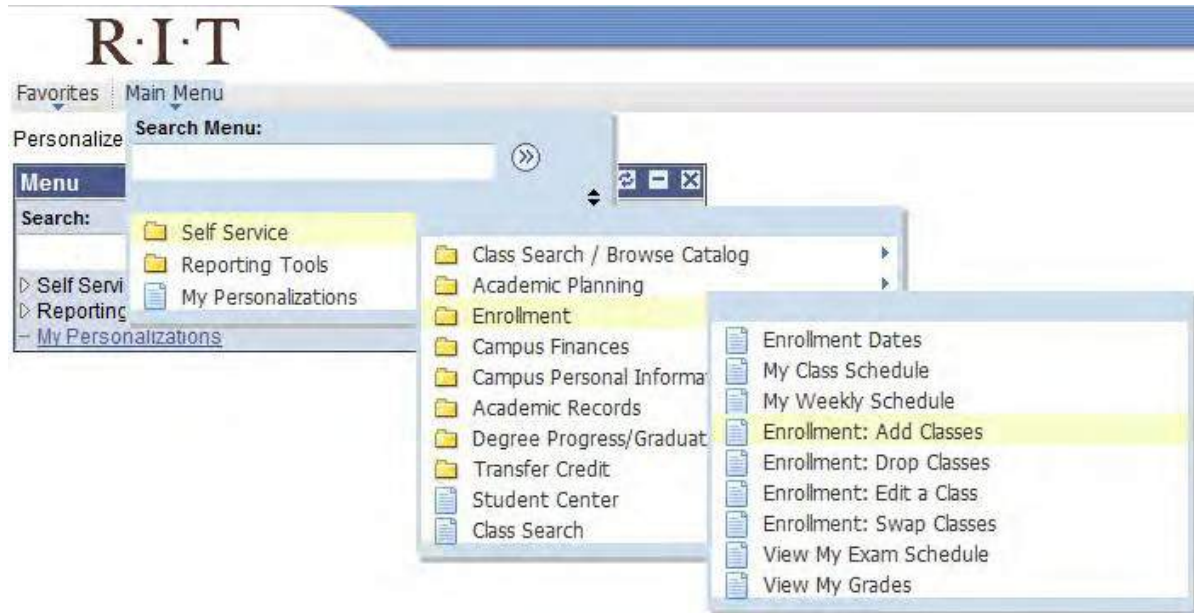 R·I·T
Favorites Main Menu
Personalize
Search Menu:
Menu
Search:
Self Servi
Reporting
My Personalizations
Self Service
Reporting Tools
My Personalizations
Class Search / Browse Catalog
Academic Planning
Enrollment
Campus Finances
Campus Personal Informa
Academic Records
Degree Progress/Graduat
Transfer Credit
Student Center
Class Search
Enrollment Dates
My Class Schedule
My Weekly Schedule
Enrollment: Add Classes
Enrollment: Drop Classes
Enrollment: Edit a Class
Enrollment: Swap Classes
View My Exam Schedule
View My Grades